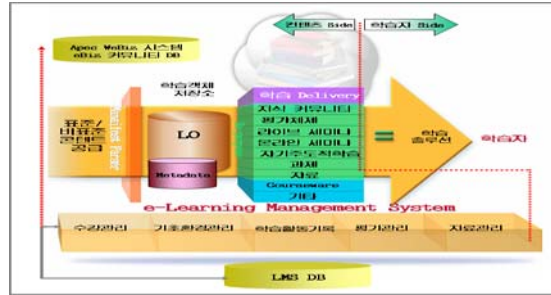 컨텐츠 Side 학습자 Side
Apec WeBiz 시스템
eBiz 커뮤니티 DB
학습객체
저장소
학습 Delivery
표준/
비표준
콘텐트
공급
LO
Metadata
지식 커뮤니티
평가체제
라이브 세미나
온라인 세미나
자기주도적학습
과제
자료
Courseware
기타
=
학습
솔루션
학습자
e-Learning Management System
수강관리 기초환경관리 학습활동기록 평가관리 자료관리
LMS DB